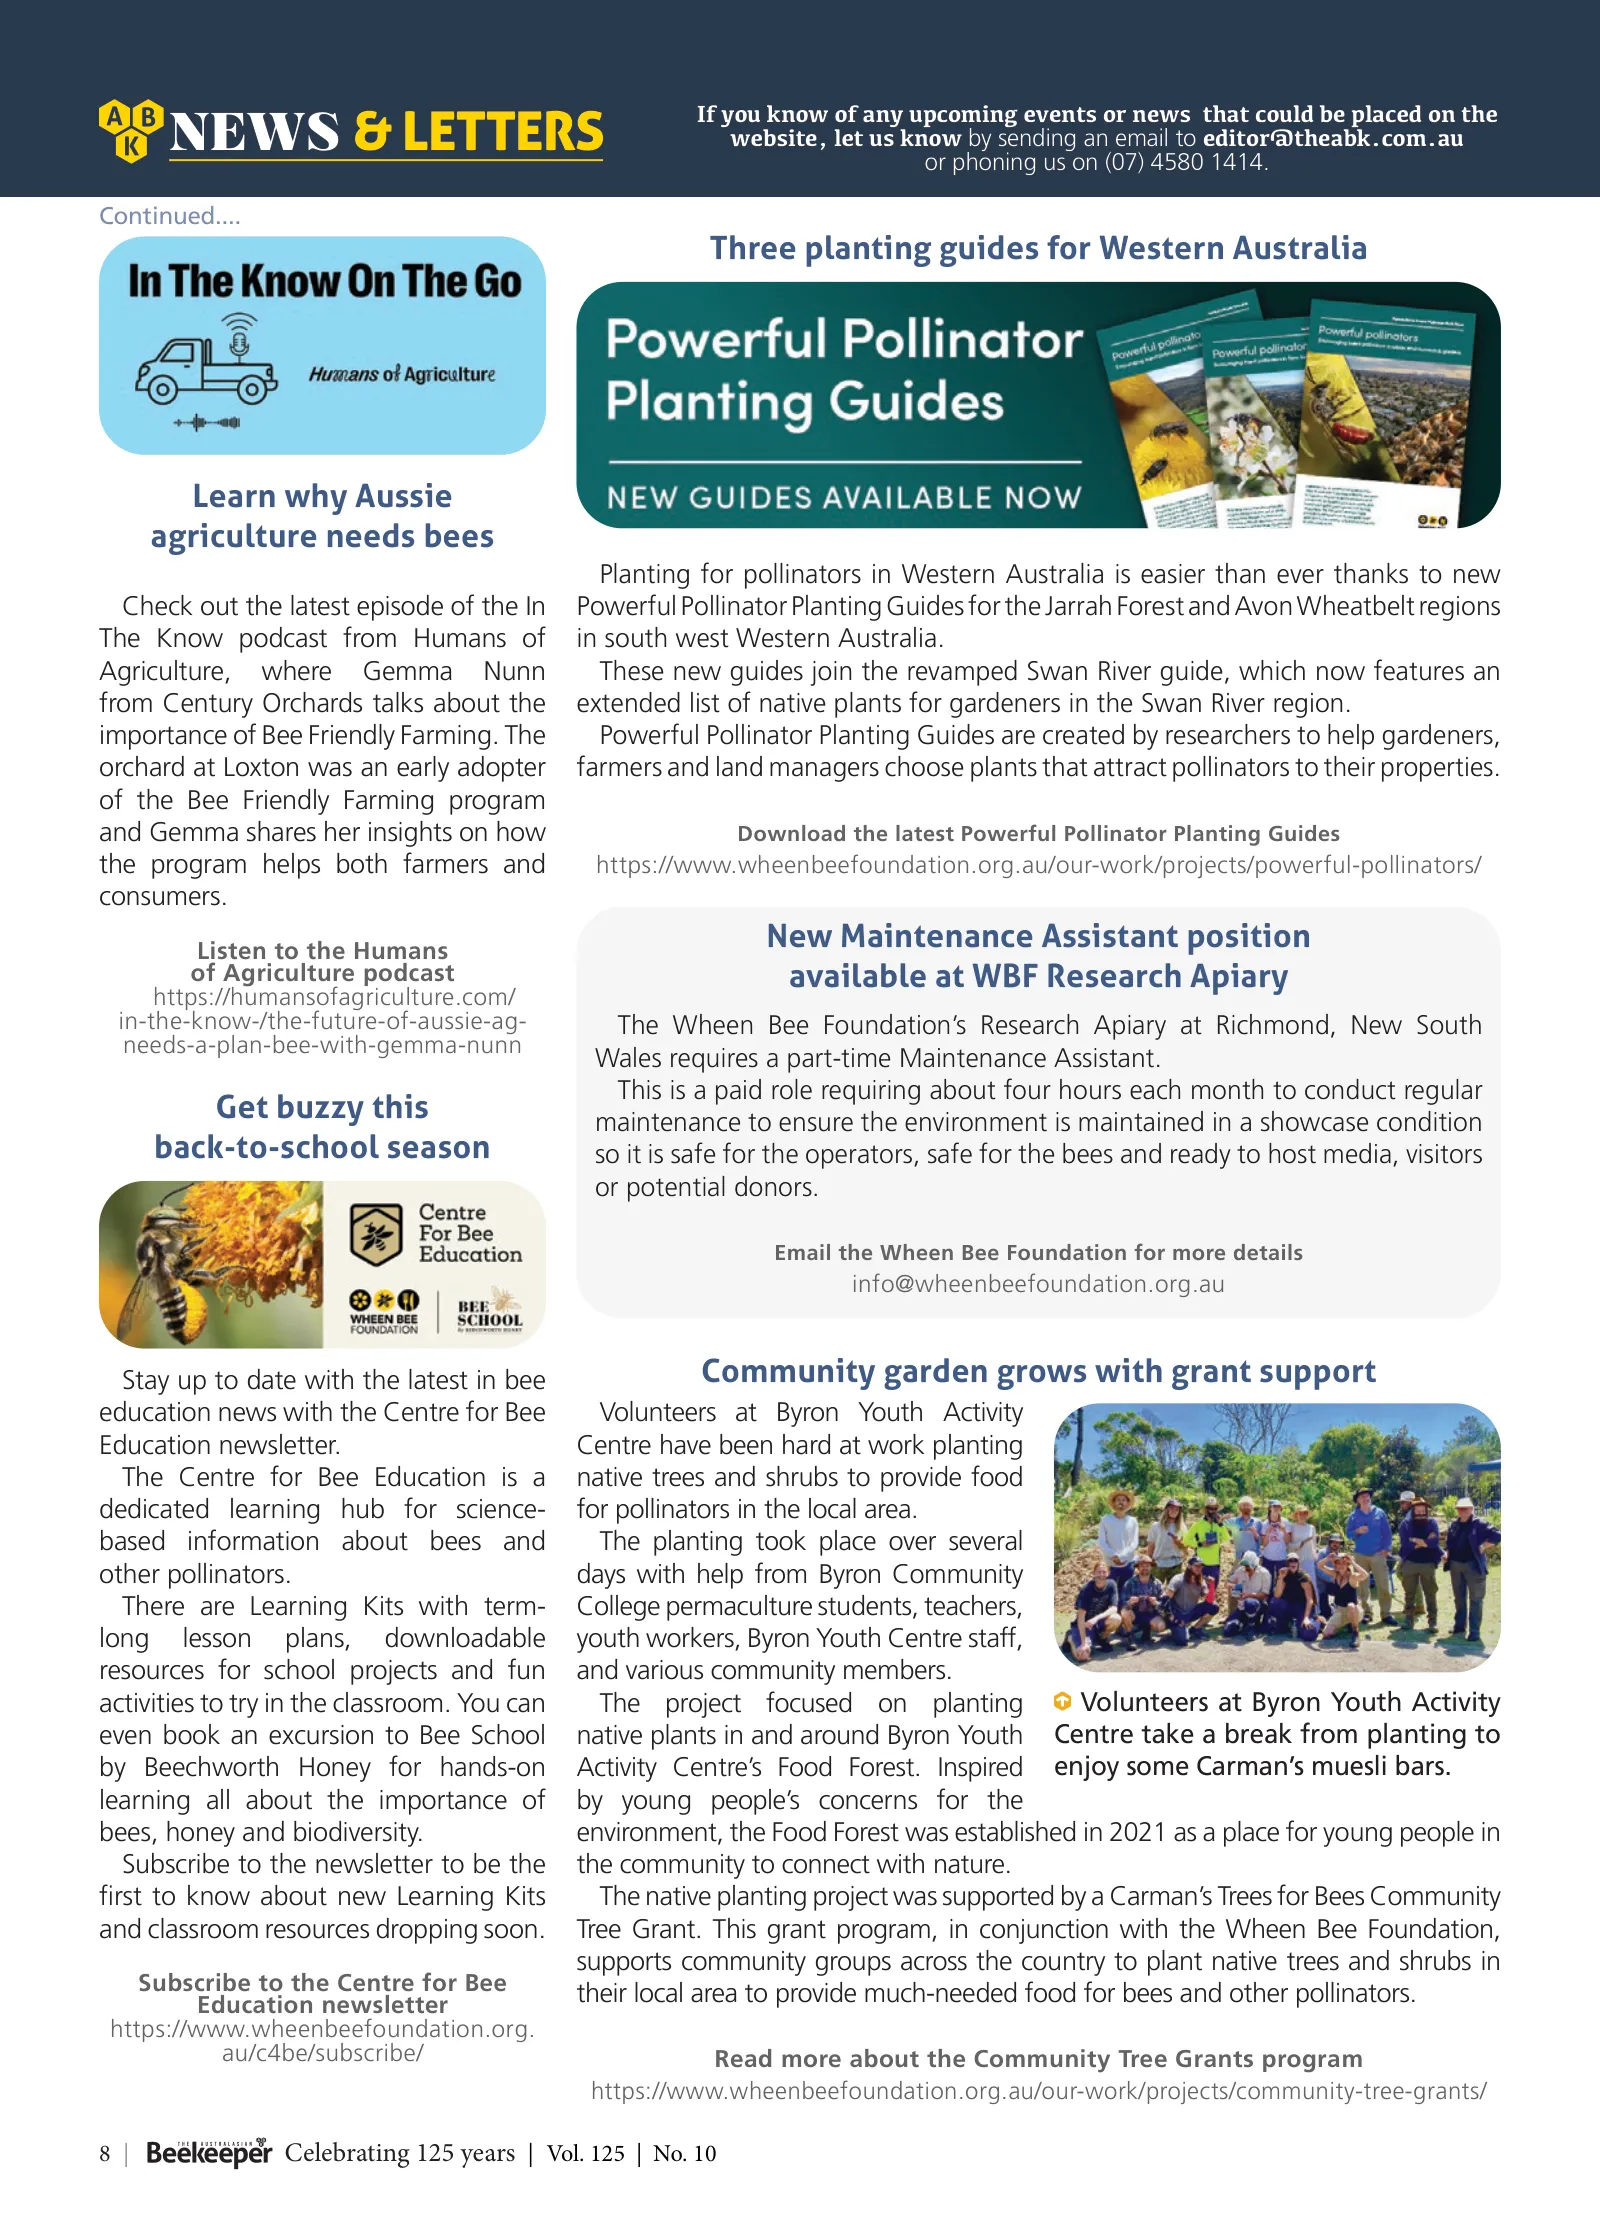 A B K
NEWS & LETTERS
If you know of any upcoming events or news that could be placed on the
website, let us know by sending an email to editor@theabk.com.au
or phoning us on (07) 4580 1414.
Continued....
In The Know On The Go
Humans of Agriculture
Learn why Aussie
agriculture needs bees
Check out the latest episode of the In
The Know podcast from Humans of
Agriculture, where Gemma Nunn
from Century Orchards talks about the
importance of Bee Friendly Farming. The
orchard at Loxton was an early adopter
of the Bee Friendly Farming program
and Gemma shares her insights on how
the program helps both farmers and
consumers.
Listen to the Humans
of Agriculture podcast
https://humansofagriculture.com/
in-the-know-/the-future-of-aussie-ag-
needs-a-plan-bee-with-gemma-nunn
Get buzzy this
back-to-school season
Centre
For Bee
Education
WHEEN BEE
FOUNDATION
BEE
SCHOOL
By BEECHWORTH HONEY
Stay up to date with the latest in bee
education news with the Centre for Bee
Education newsletter.
The Centre for Bee Education is a
dedicated learning hub for science-
based information about bees and
other pollinators.
There are Learning Kits with term-
long lesson plans, downloadable
resources for school projects and fun
activities to try in the classroom. You can
even book an excursion to Bee School
by Beechworth Honey for hands-on
learning all about the importance of
bees, honey and biodiversity.
Subscribe to the newsletter to be the
first to know about new Learning Kits
and classroom resources dropping soon.
Subscribe to the Centre for Bee
Education newsletter
https://www.wheenbeefoundation.org.
au/c4be/subscribe/
Three planting guides for Western Australia
Powerful Pollinator
Planting Guides
NEW GUIDES AVAILABLE NOW
Powerful pollinato
Powerful pollinator
Powerful pollinators
Planting for pollinators in Western Australia is easier than ever thanks to new
Powerful Pollinator Planting Guides for the Jarrah Forest and Avon Wheatbelt regions
in south west Western Australia.
These new guides join the revamped Swan River guide, which now features an
extended list of native plants for gardeners in the Swan River region.
Powerful Pollinator Planting Guides are created by researchers to help gardeners,
farmers and land managers choose plants that attract pollinators to their properties.
Download the latest Powerful Pollinator Planting Guides
https://www.wheenbeefoundation.org.au/our-work/projects/powerful-pollinators/
New Maintenance Assistant position
available at WBF Research Apiary
The Wheen Bee Foundation's Research Apiary at Richmond, New South
Wales requires a part-time Maintenance Assistant.
This is a paid role requiring about four hours each month to conduct regular
maintenance to ensure the environment is maintained in a showcase condition
so it is safe for the operators, safe for the bees and ready to host media, visitors
or potential donors.
Email the Wheen Bee Foundation for more details
info@wheenbeefoundation.org.au
Community garden grows with grant support
Volunteers at Byron Youth Activity
Centre have been hard at work planting
native trees and shrubs to provide food
for pollinators in the local area.
The planting took place over several
days with help from Byron Community
College permaculture students, teachers,
youth workers, Byron Youth Centre staff,
and various community members.
The project focused on planting
native plants in and around Byron Youth
Activity Centre's Food Forest. Inspired
by young people's concerns for the
environment, the Food Forest was established in 2021 as a place for young people in
the community to connect with nature.
The native planting project was supported by a Carman's Trees for Bees Community
Tree Grant. This grant program, in conjunction with the Wheen Bee Foundation,
supports community groups across the country to plant native trees and shrubs in
their local area to provide much-needed food for bees and other pollinators.
Volunteers at Byron Youth Activity
Centre take a break from planting to
enjoy some Carman's muesli bars.
Read more about the Community Tree Grants program
https://www.wheenbeefoundation.org.au/our-work/projects/community-tree-grants/
8 | THE AUSTRALASIAN Beekeeper Celebrating 125 years | Vol. 125 | No. 10